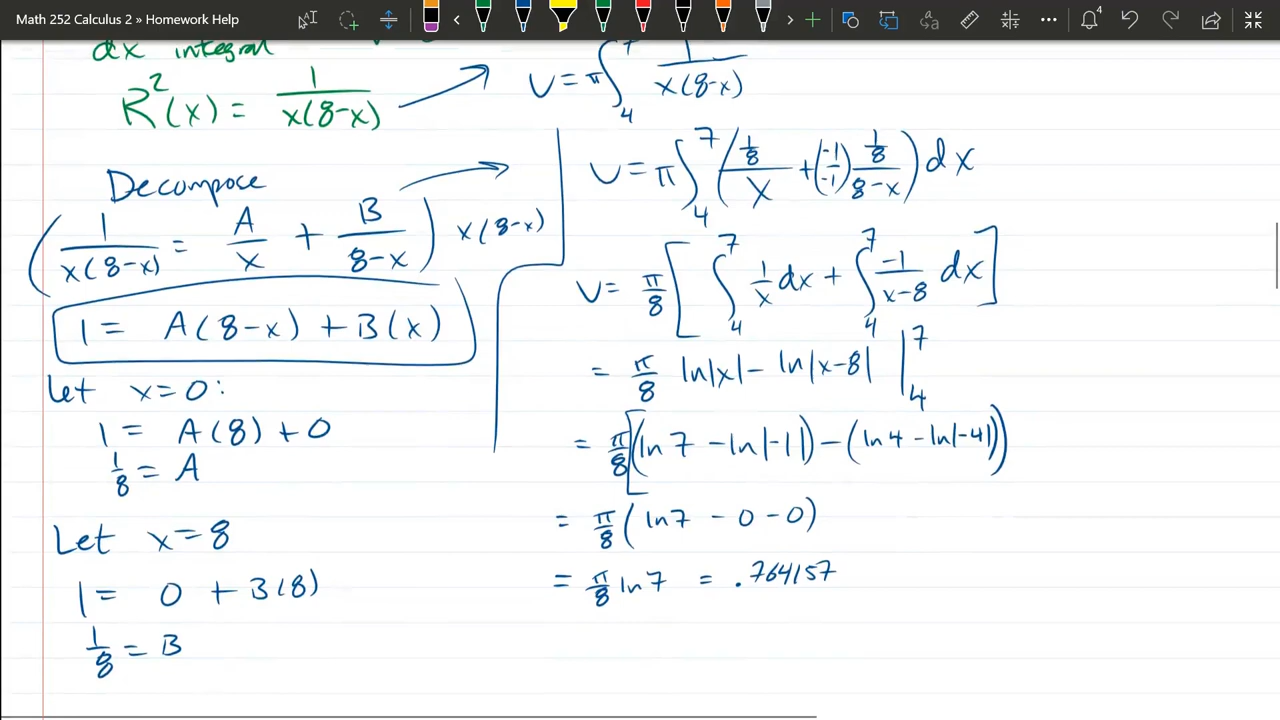 Math 252 Calculus 2 » Homework Help
4
dx integral
R²(x) = 1/(x(8-x))
Decompose
(1/(x(8-x)) = A/x + B/(8-x)) x(8-x)
1 = A(8-x) + B(x)
Let x=0:
1 = A(8) + 0
1/8 = A
Let x=8
1 = 0 + B(8)
1/8 = B
V = π ∫₄⁷ 1/(x(8-x))
V = π ∫₄⁷ ((1/8)/x + (-1/-1) (1/8)/(8-x)) dx
V = π/8 [ ∫₄⁷ 1/x dx + ∫₄⁷ -1/(x-8) dx ]
= π/8 ln|x| - ln|x-8| |₄⁷
= π/8 [(ln 7 - ln|-1|) - (ln 4 - ln|-4|))
= π/8 (ln 7 - 0 - 0)
= π/8 ln 7 = .764157